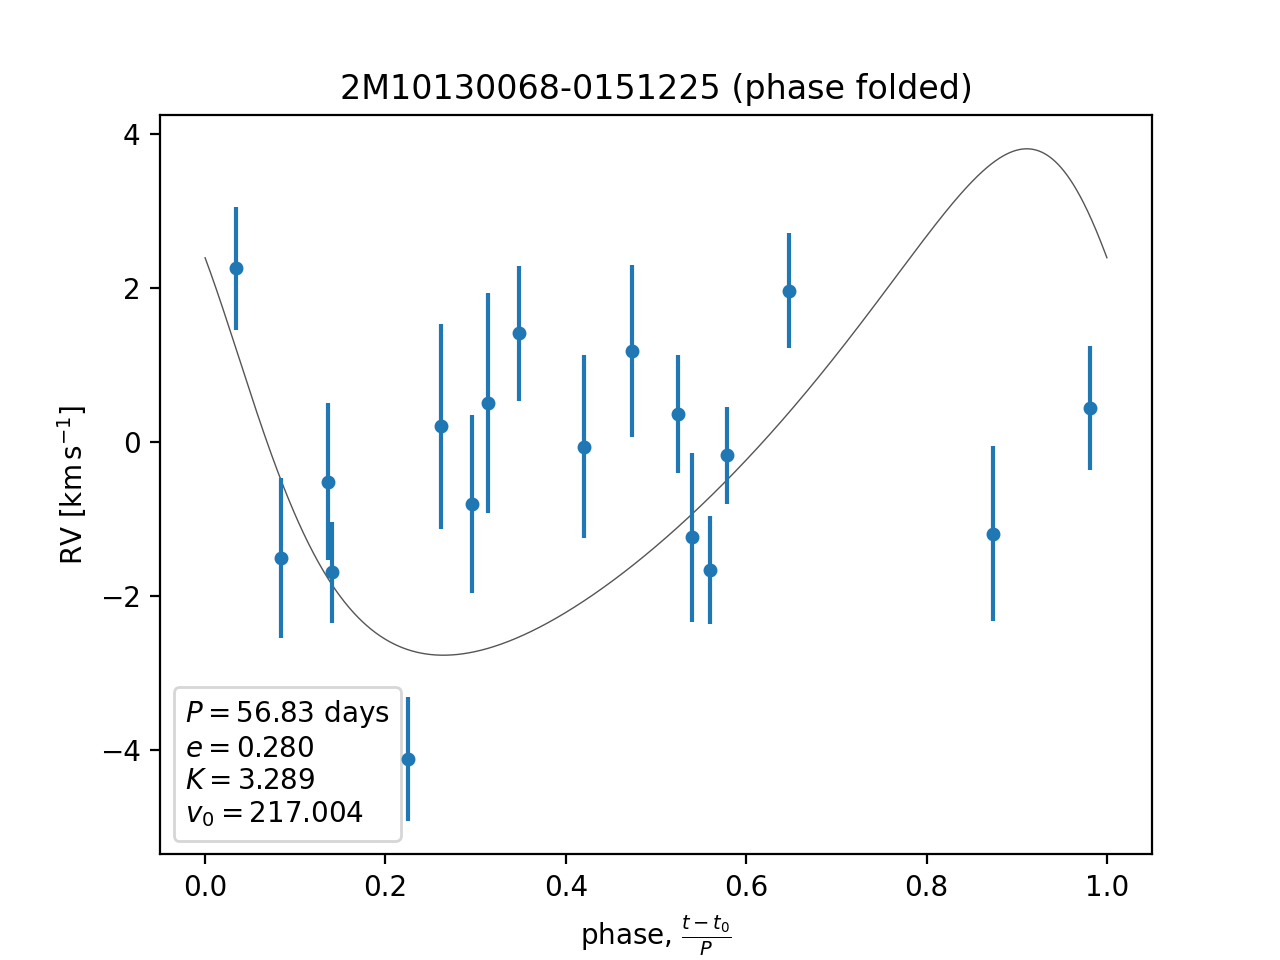 2M10130068-0151225 (phase folded)
RV [km s⁻¹]
4
2
0
−2
−4
P = 56.83 days
e = 0.280
K = 3.289
v₀ = 217.004
0.0 0.2 0.4 0.6 0.8 1.0
phase, (t − t₀)/P